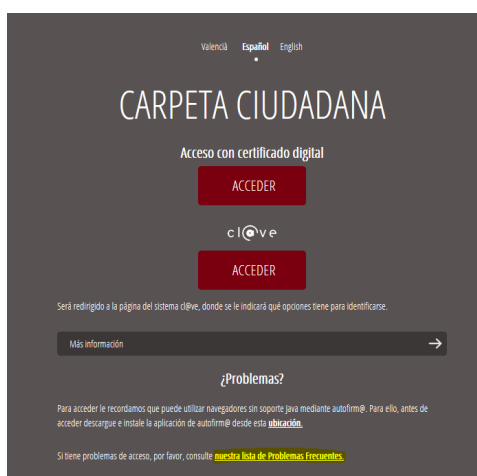 Valencià Español English
CARPETA CIUDADANA
Acceso con certificado digital
ACCEDER
cl@ve
ACCEDER
Será redirigido a la página del sistema cl@ve, donde se le indicará qué opciones tiene para identificarse.
Más información
¿Problemas?
Para acceder le recordamos que puede utilizar navegadores sin soporte Java mediante autofirm@. Para ello, antes de
acceder descargue e instale la aplicación de autofirm@ desde esta ubicación.
Si tiene problemas de acceso, por favor, consulte nuestra lista de Problemas Frecuentes.